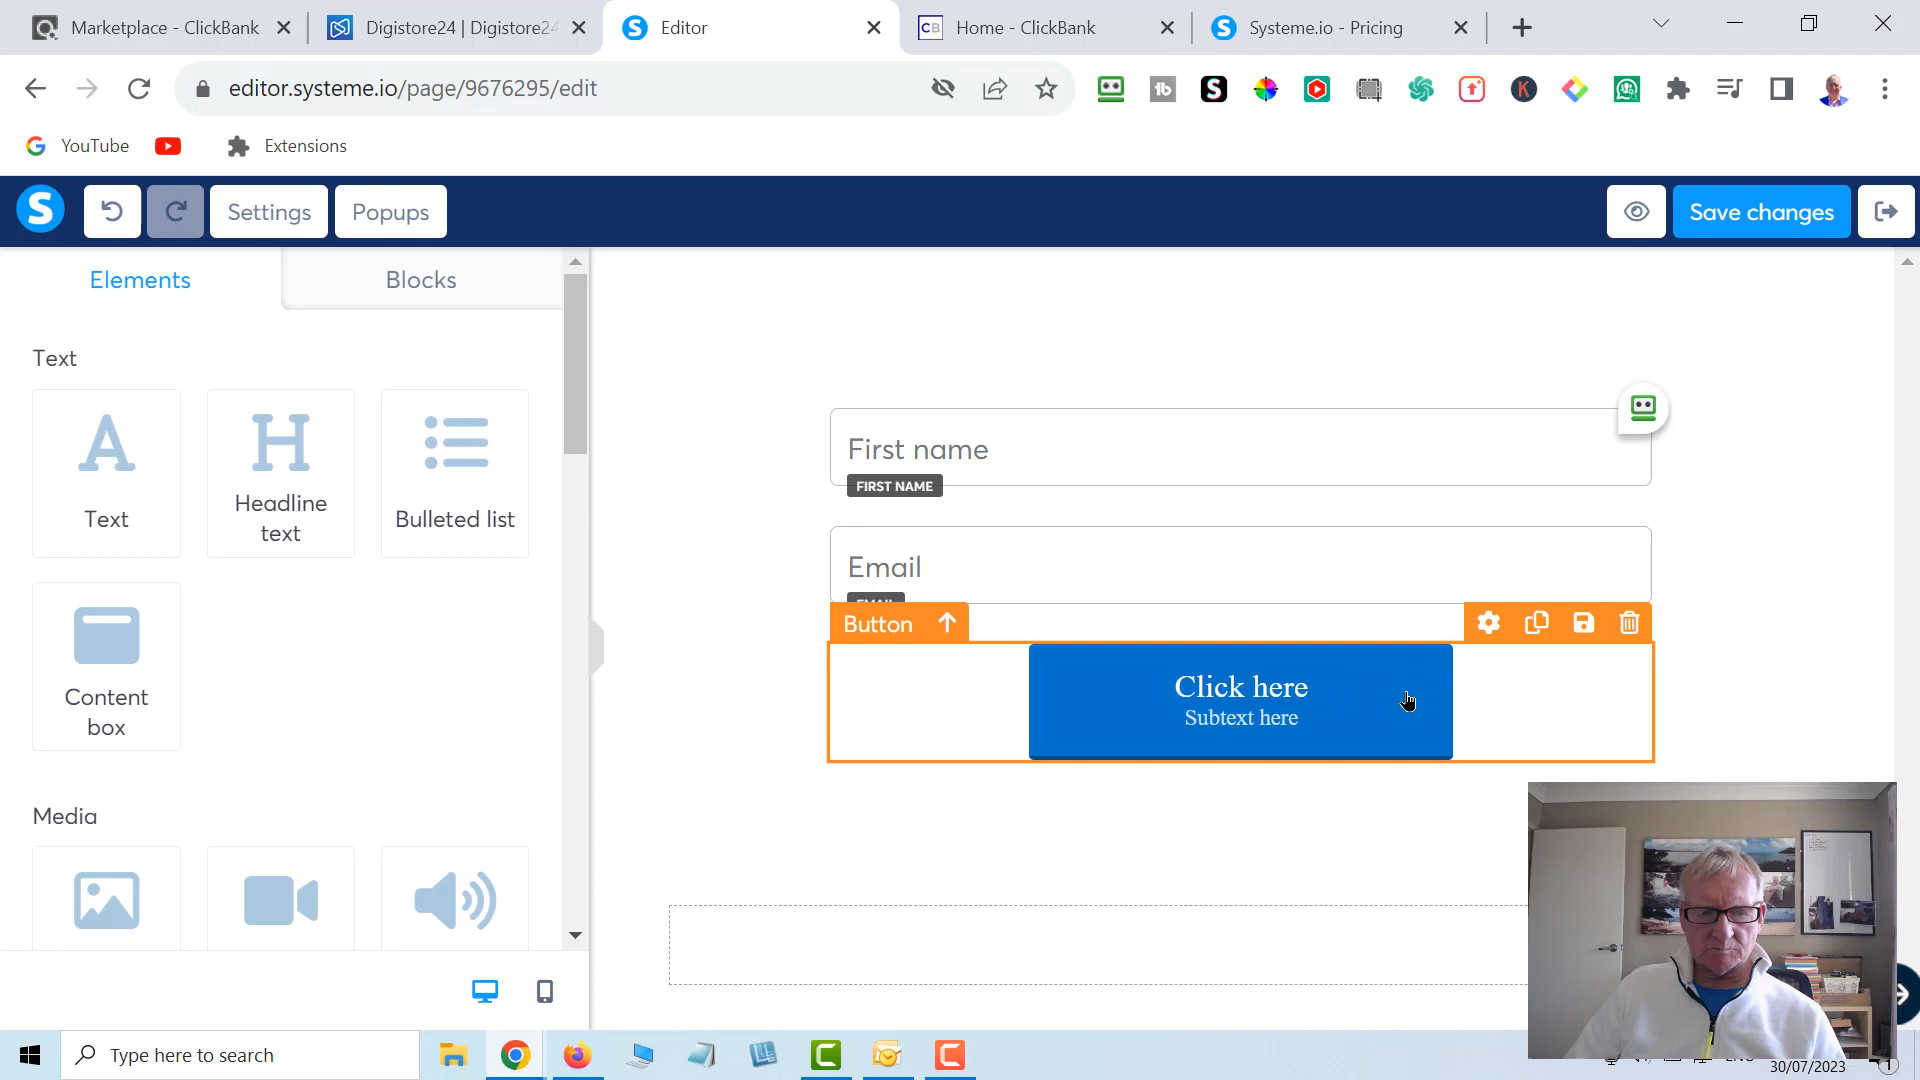 Marketplace - ClickBank
Digistore24 | Digistore24
Editor
CB Home - ClickBank
Systeme.io - Pricing
editor.systeme.io/page/9676295/edit
YouTube
Extensions
Settings
Popups
Save changes
Elements
Blocks
Text
Text
Headline
text
Bulleted list
Content
box
Media
First name
FIRST NAME
Email
Button
Click here
Subtext here
Type here to search
30/07/2023